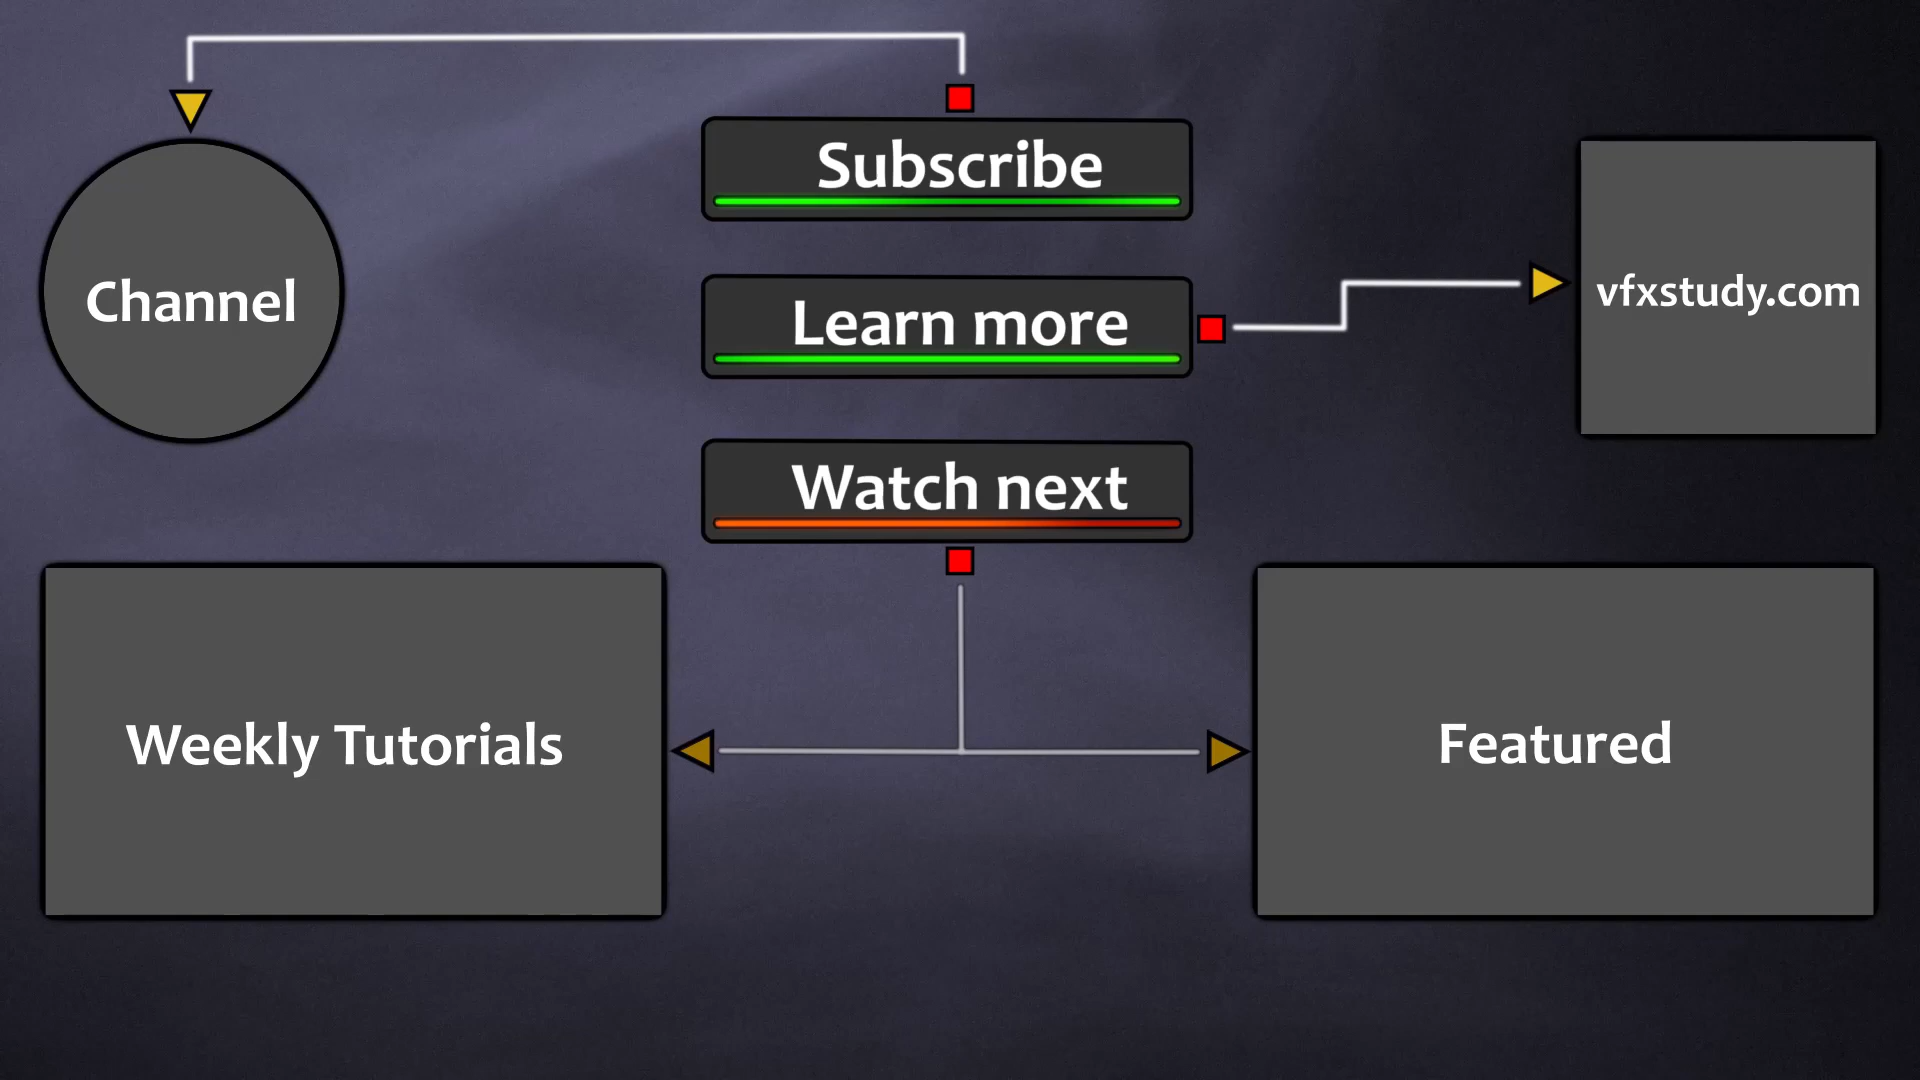 Subscribe
Channel
Learn more
vfxstudy.com
Watch next
Weekly Tutorials
Featured